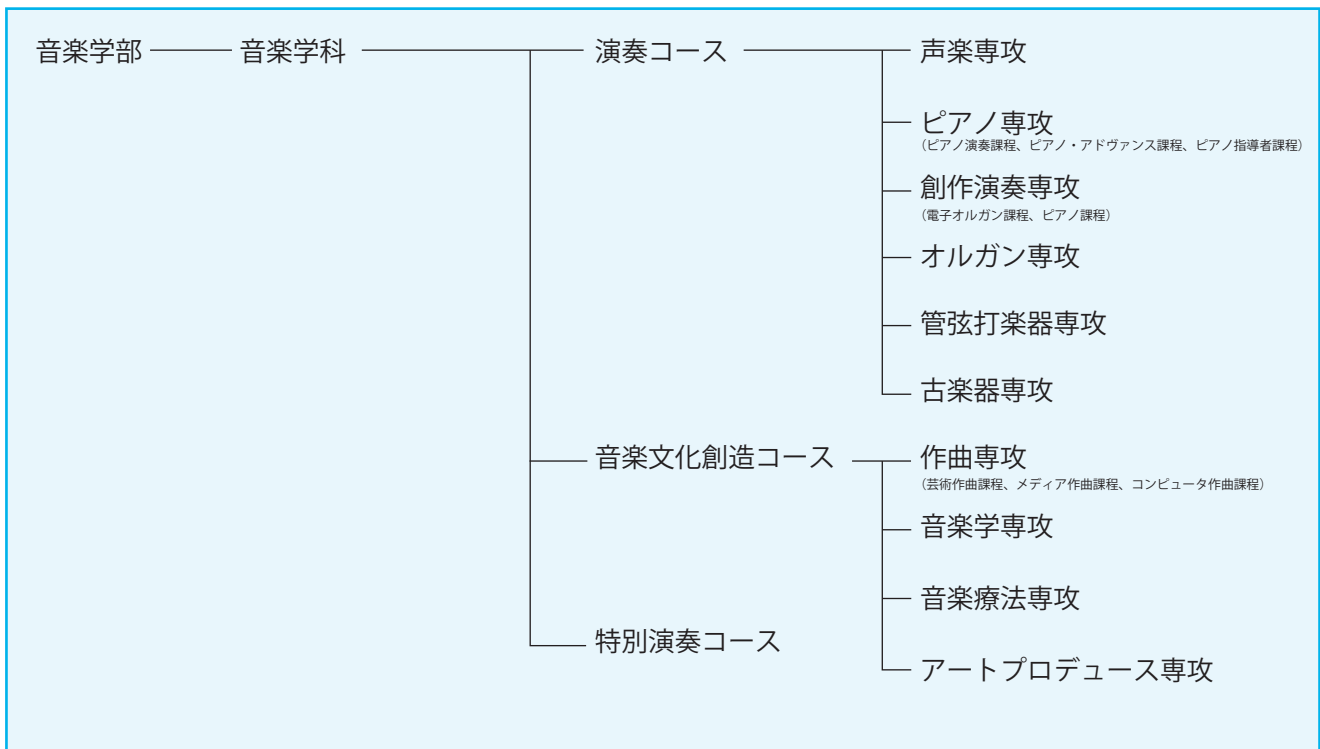 音楽学部 音楽学科 演奏コース 声楽専攻
ピアノ専攻
（ピアノ演奏課程、ピアノ・アドヴァンス課程、ピアノ指導者課程）
創作演奏専攻
（電子オルガン課程、ピアノ課程）
オルガン専攻
管弦打楽器専攻
古楽器専攻
音楽文化創造コース 作曲専攻
（芸術作曲課程、メディア作曲課程、コンピュータ作曲課程）
音楽学専攻
音楽療法専攻
特別演奏コース
アートプロデュース専攻